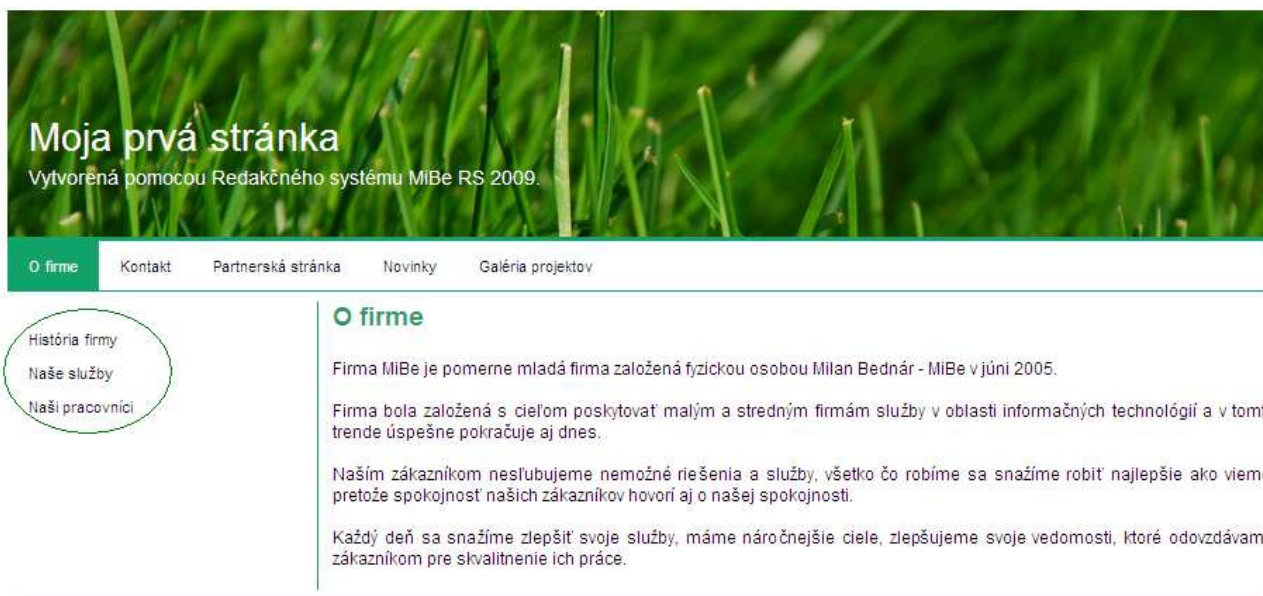 Moja prvá stránka
Vytvorená pomocou Redakčného systému MiBe RS 2009.
O firme Kontakt Partnerská stránka Novinky Galéria projektov
História firmy
Naše služby
Naši pracovníci
O firme
Firma MiBe je pomerne mladá firma založená fyzickou osobou Milan Bednár - MiBe v júni 2005.
Firma bola založená s cieľom poskytovať malým a stredným firmám služby v oblasti informačných technológií a v tomt
trende úspešne pokračuje aj dnes.
Naším zákazníkom nesľubujeme nemožné riešenia a služby, všetko čo robíme sa snažíme robiť najlepšie ako vieme
pretože spokojnosť našich zákazníkov hovorí aj o našej spokojnosti.
Každý deň sa snažíme zlepšiť svoje služby, máme náročnejšie ciele, zlepšujeme svoje vedomosti, ktoré odovzdávam
zákazníkom pre skvalitnenie ich práce.